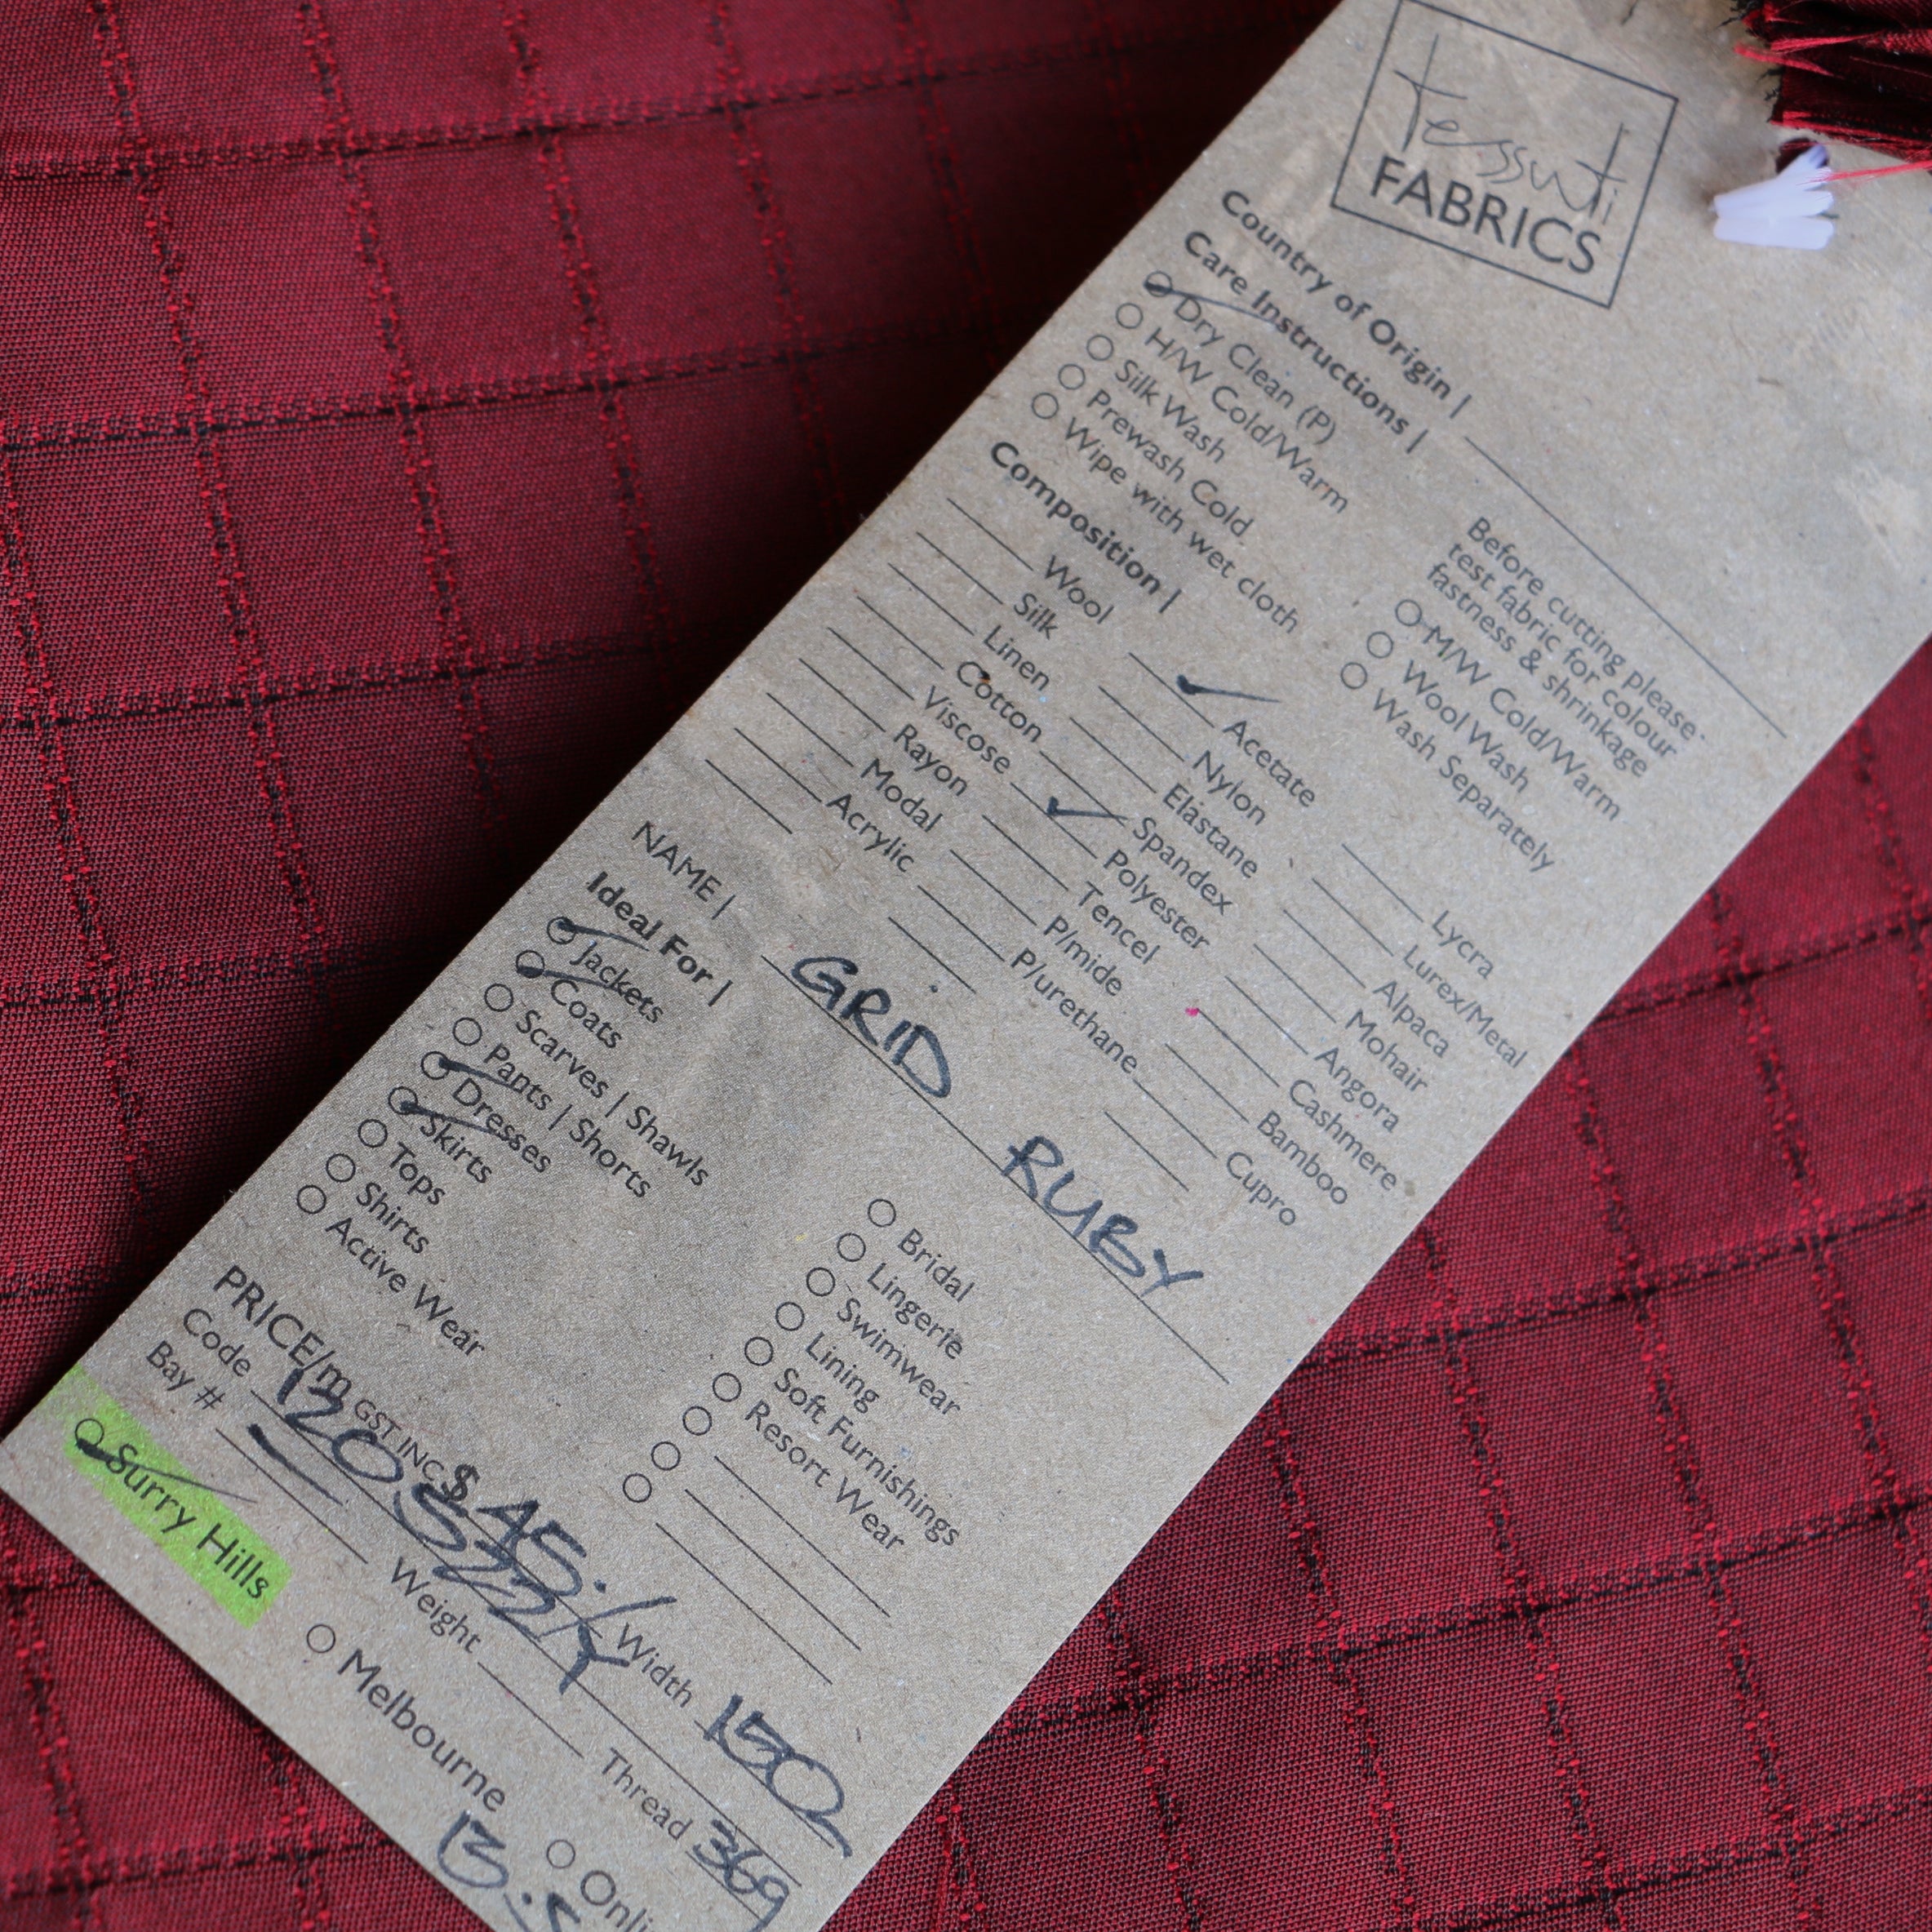 tessuti
FABRICS
Country of Origin |
Care Instructions |
Dry Clean (P)
H/W Cold/Warm
Silk Wash
Prewash Cold
Wipe with wet cloth
Before cutting please
test fabric for colour
fastness & shrinkage
M/W Cold/Warm
Wool Wash
Wash Separately
Composition |
Wool
Silk
Linen
Cotton
Viscose
Rayon
Modal
Acrylic
Acetate
Nylon
Elastane
Spandex
Polyester
Tencel
P/mide
P/urethane
Lycra
Lurex/Metal
Alpaca
Mohair
Angora
Cashmere
Bamboo
Cupro
NAME | GRID RUBY
Ideal For |
Jackets
Coats
Scarves | Shawls
Pants | Shorts
Dresses
Skirts
Tops
Shirts
Active Wear
Bridal
Lingerie
Swimwear
Lining
Soft Furnishings
Resort Wear
PRICE/m GST INC $ 45.
Code 120522Y Width 150
Bay # Weight Thread 369
Surry Hills Melbourne Onli
13.5